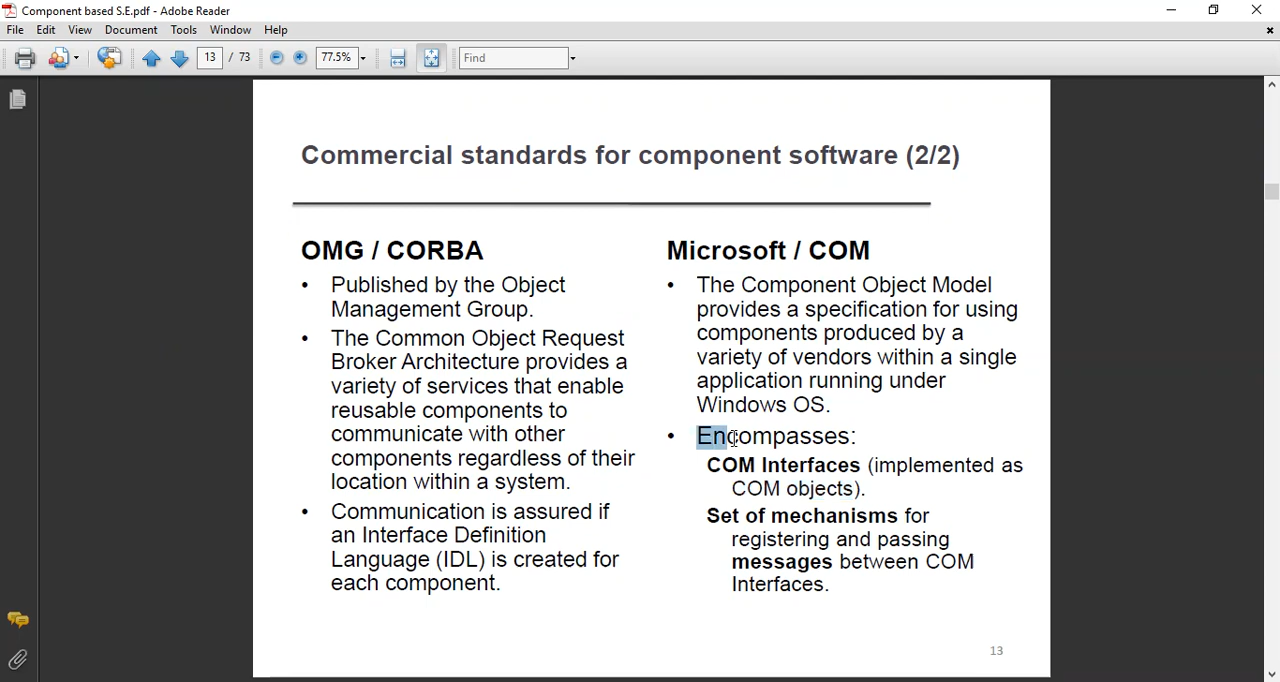 Component based S.E.pdf - Adobe Reader
File Edit View Document Tools Window Help
13 / 73 77.5% Find
Commercial standards for component software (2/2)
OMG / CORBA
• Published by the Object
Management Group.
• The Common Object Request
Broker Architecture provides a
variety of services that enable
reusable components to
communicate with other
components regardless of their
location within a system.
• Communication is assured if
an Interface Definition
Language (IDL) is created for
each component.
Microsoft / COM
• The Component Object Model
provides a specification for using
components produced by a
variety of vendors within a single
application running under
Windows OS.
• Encompasses:
COM Interfaces (implemented as
COM objects).
Set of mechanisms for
registering and passing
messages between COM
Interfaces.
13